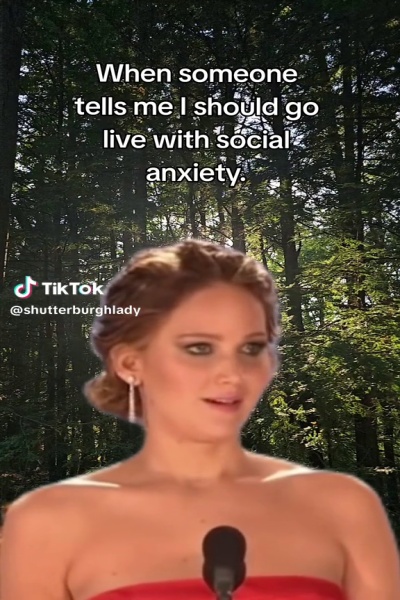 When someone
tells me I should go
live with social
anxiety.
TikTok
@shutterburghlady